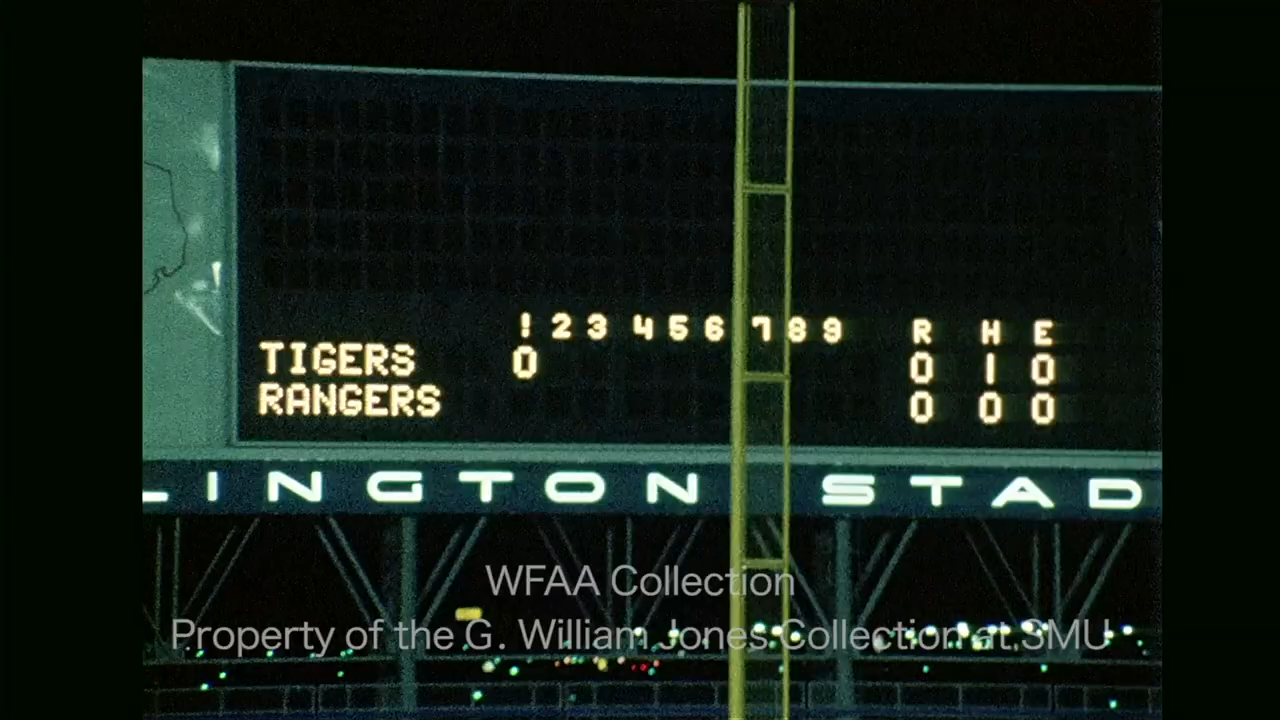 ! 2 3 4 5 6 7 8 9 R H E
TIGERS 0 0 1 0
RANGERS 0 0 0
LINGTON STAD
WFAA Collection
Property of the G. William Jones Collection at SMU